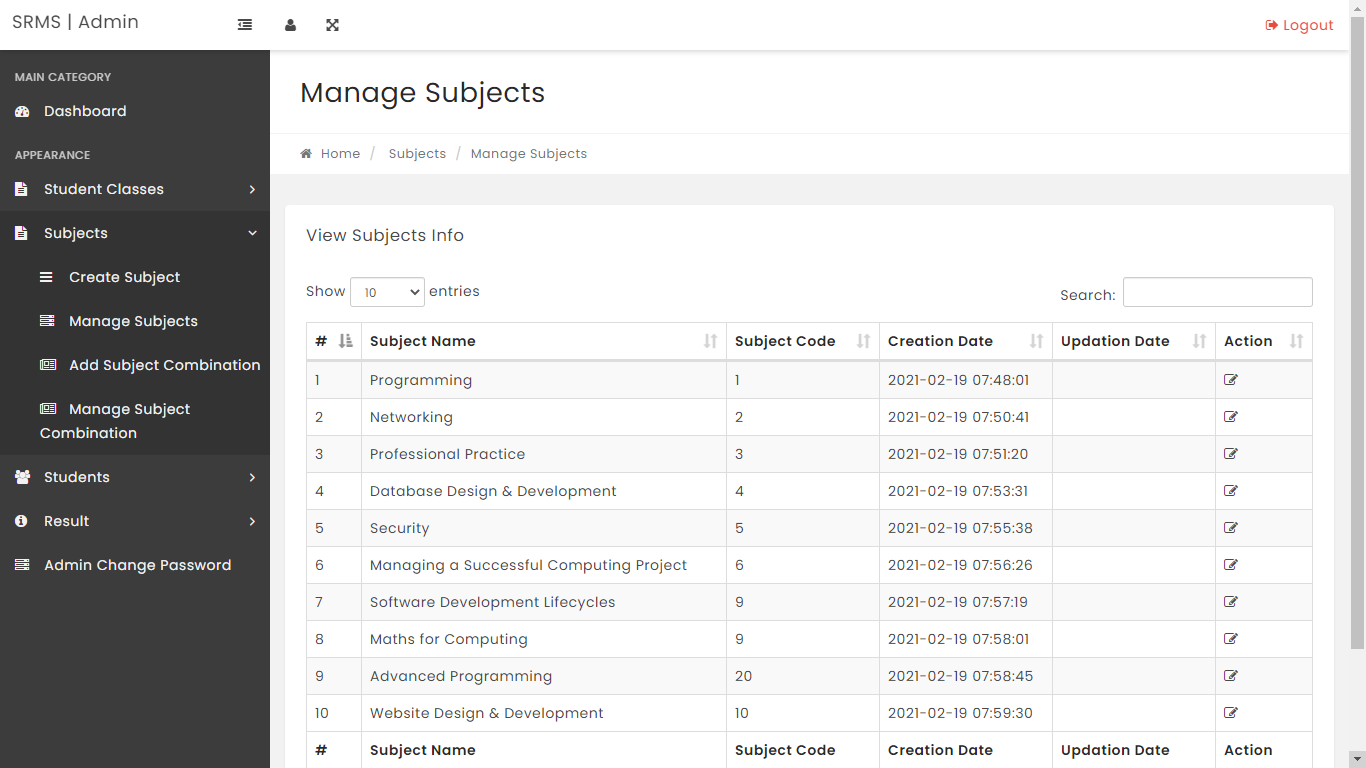 SRMS | Admin
Logout
MAIN CATEGORY
Dashboard
APPEARANCE
Student Classes
Subjects
Create Subject
Manage Subjects
Add Subject Combination
Manage Subject
Combination
Students
Result
Admin Change Password
Manage Subjects
Home / Subjects / Manage Subjects
View Subjects Info
Show 10 entries
Search:
# Subject Name Subject Code Creation Date Updation Date Action
1 Programming 1 2021-02-19 07:48:01
2 Networking 2 2021-02-19 07:50:41
3 Professional Practice 3 2021-02-19 07:51:20
4 Database Design & Development 4 2021-02-19 07:53:31
5 Security 5 2021-02-19 07:55:38
6 Managing a Successful Computing Project 6 2021-02-19 07:56:26
7 Software Development Lifecycles 9 2021-02-19 07:57:19
8 Maths for Computing 9 2021-02-19 07:58:01
9 Advanced Programming 20 2021-02-19 07:58:45
10 Website Design & Development 10 2021-02-19 07:59:30
# Subject Name Subject Code Creation Date Updation Date Action